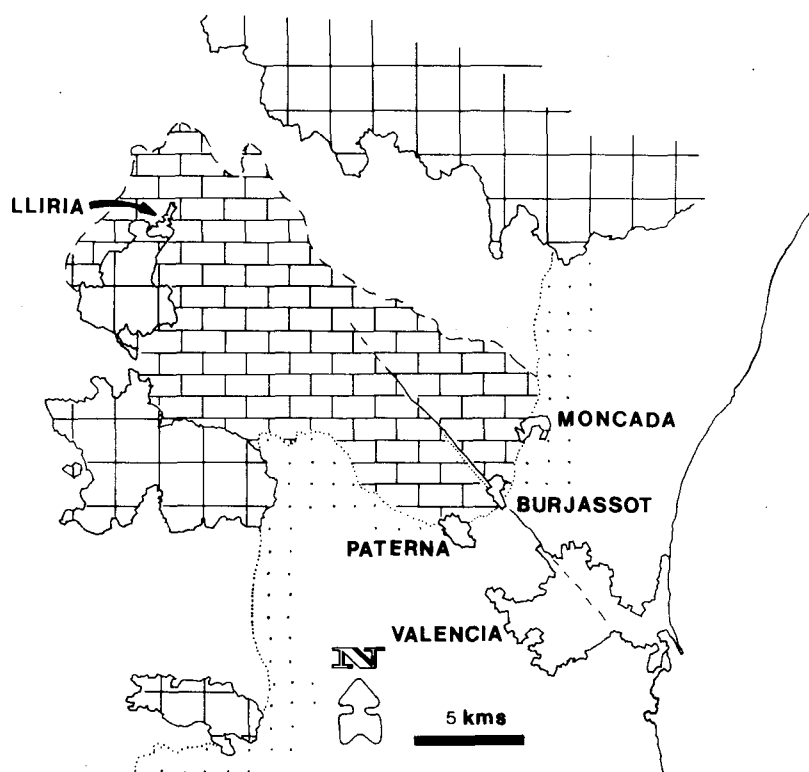 LLIRIA
MONCADA
BURJASSOT
PATERNA
VALENCIA
N
5 kms